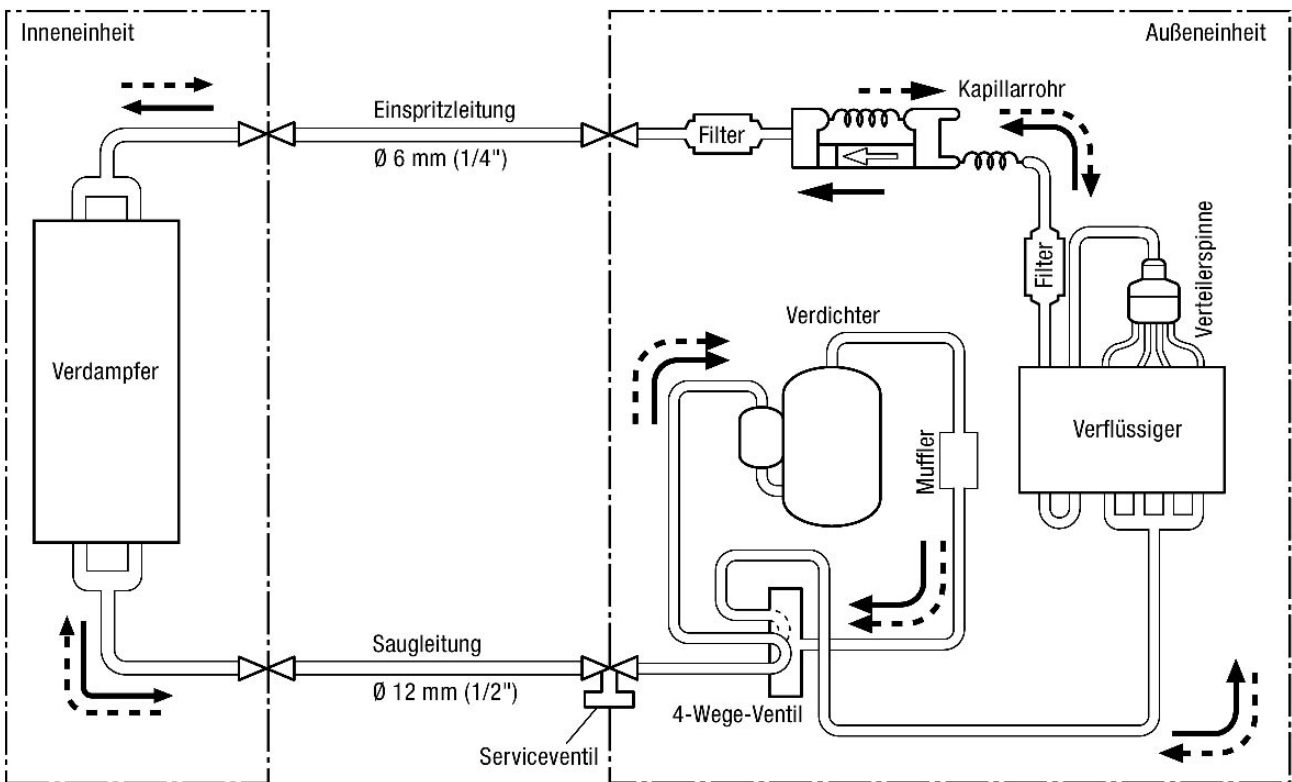 Inneneinheit
Außeneinheit
Einspritzleitung
Ø 6 mm (1/4")
Filter
Kapillarrohr
Filter
Verteilerspinne
Verdichter
Verdampfer
Verflüssiger
Muffler
Saugleitung
Ø 12 mm (1/2")
4-Wege-Ventil
Serviceventil